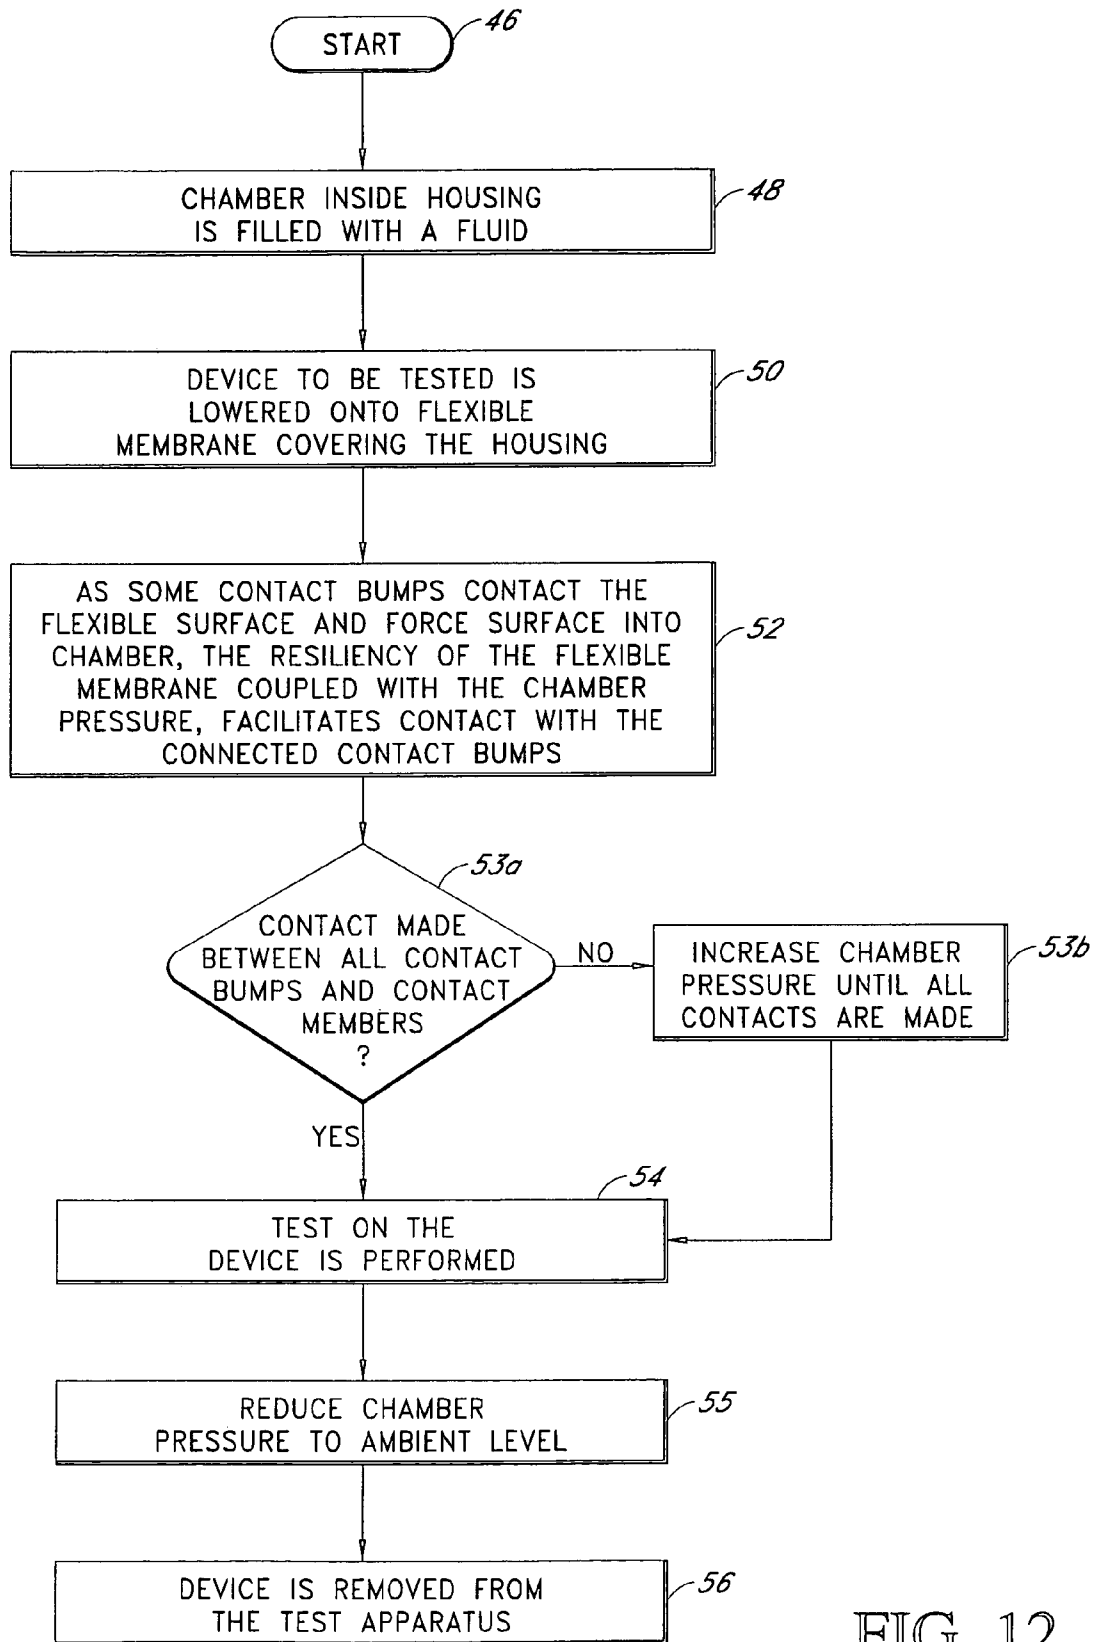 START
46
CHAMBER INSIDE HOUSING
IS FILLED WITH A FLUID
48
DEVICE TO BE TESTED IS
LOWERED ONTO FLEXIBLE
MEMBRANE COVERING THE HOUSING
50
AS SOME CONTACT BUMPS CONTACT THE
FLEXIBLE SURFACE AND FORCE SURFACE INTO
CHAMBER, THE RESILIENCY OF THE FLEXIBLE
MEMBRANE COUPLED WITH THE CHAMBER
PRESSURE, FACILITATES CONTACT WITH THE
CONNECTED CONTACT BUMPS
52
CONTACT MADE
BETWEEN ALL CONTACT
BUMPS AND CONTACT
MEMBERS
?
53a
NO
INCREASE CHAMBER
PRESSURE UNTIL ALL
CONTACTS ARE MADE
53b
YES
TEST ON THE
DEVICE IS PERFORMED
54
REDUCE CHAMBER
PRESSURE TO AMBIENT LEVEL
55
DEVICE IS REMOVED FROM
THE TEST APPARATUS
56
FIG. 12